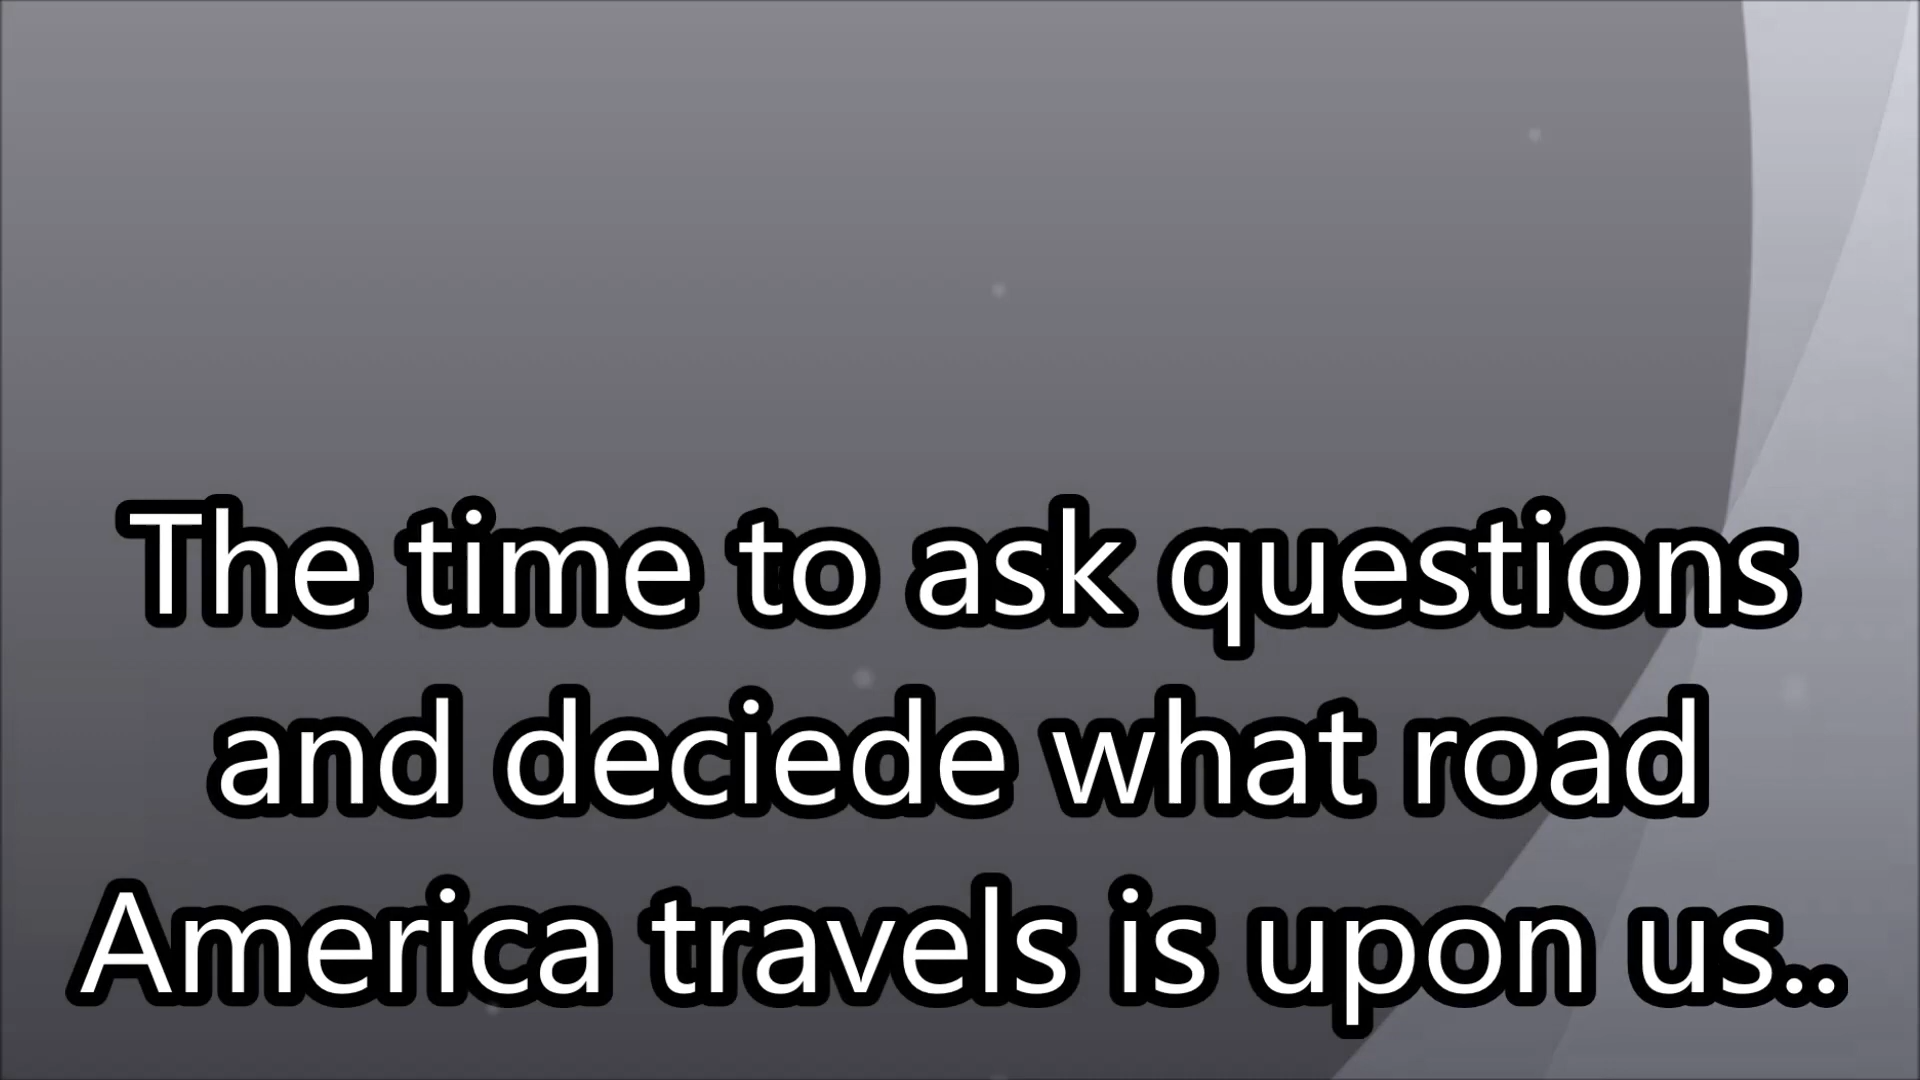 The time to ask questions
and deciede what road
America travels is upon us..